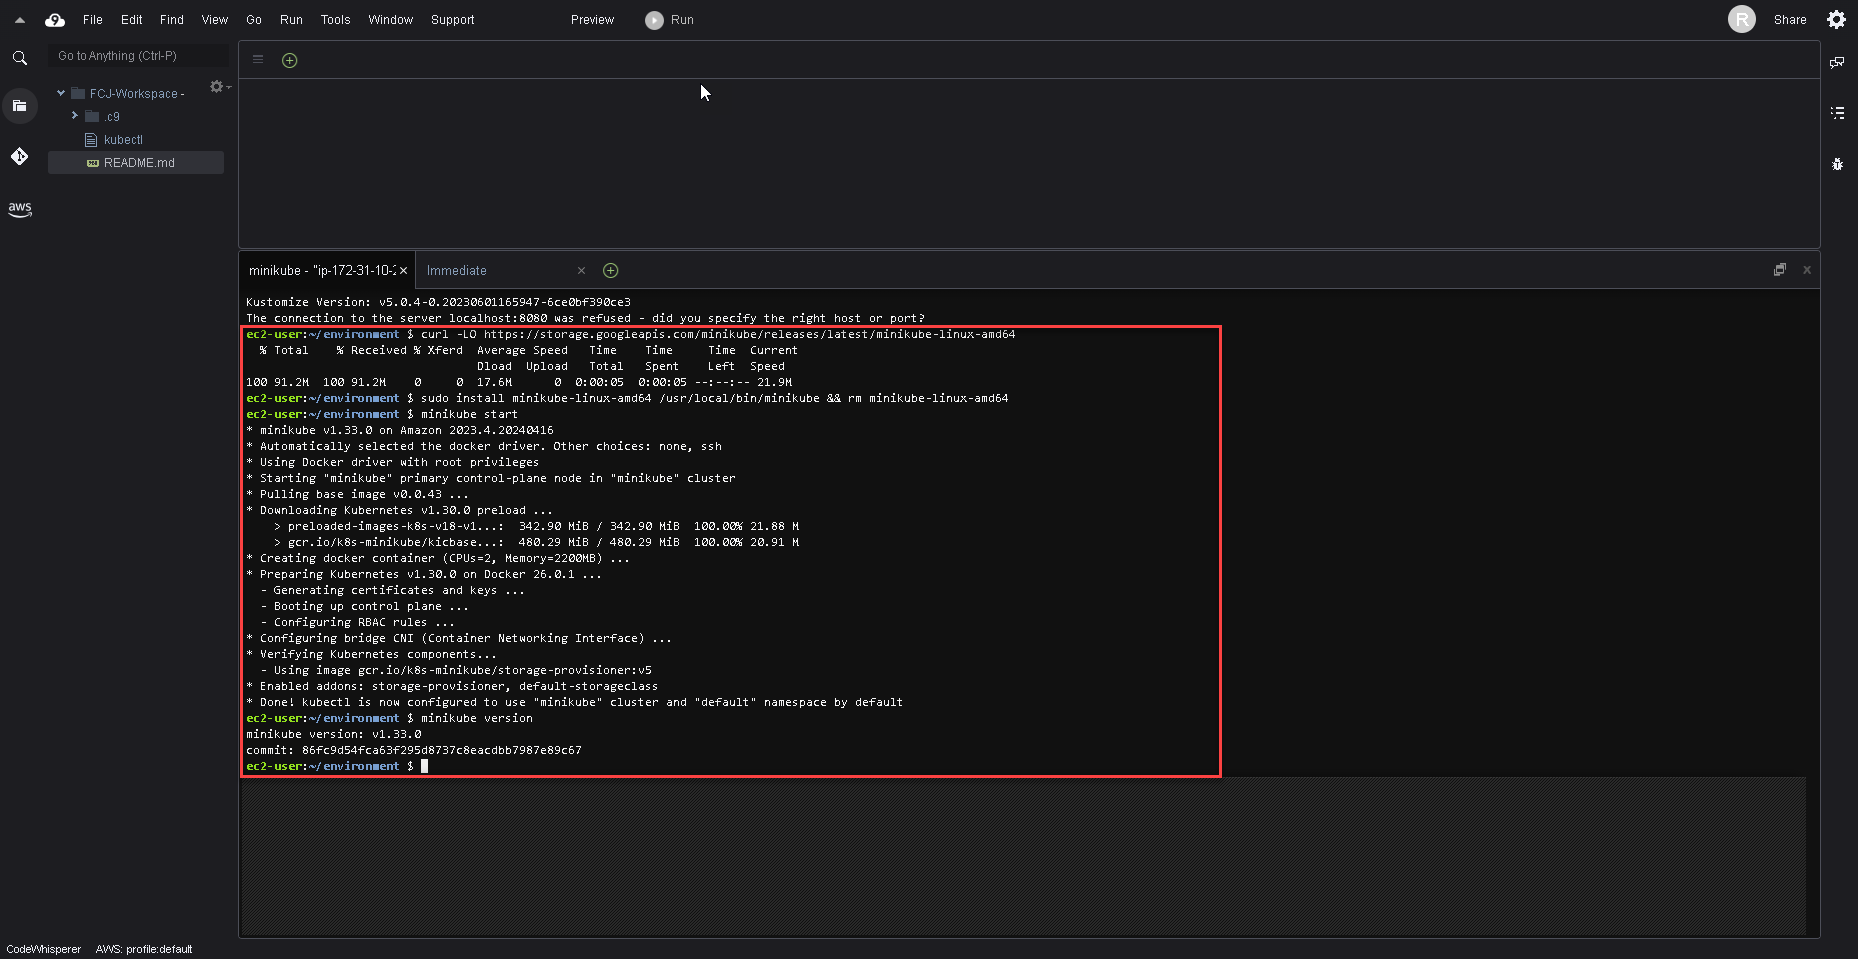 File Edit Find View Go Run Tools Window Support Preview Run R Share
Go to Anything (Ctrl-P)
FCJ-Workspace -
.c9
kubectl
README.md
aws
minikube - "ip-172-31-10-2
Immediate
Kustomize Version: v5.0.4-0.20230601165947-6ce0bf390ce3
The connection to the server localhost:8080 was refused - did you specify the right host or port?
ec2-user:~/environment $ curl -LO https://storage.googleapis.com/minikube/releases/latest/minikube-linux-amd64
% Total % Received % Xferd Average Speed Time Time Time Current
Dload Upload Total Spent Left Speed
100 91.2M 100 91.2M 0 0 17.6M 0 0:00:05 0:00:05 --:--:-- 21.9M
ec2-user:~/environment $ sudo install minikube-linux-amd64 /usr/local/bin/minikube && rm minikube-linux-amd64
ec2-user:~/environment $ minikube start
* minikube v1.33.0 on Amazon 2023.4.20240416
* Automatically selected the docker driver. Other choices: none, ssh
* Using Docker driver with root privileges
* Starting "minikube" primary control-plane node in "minikube" cluster
* Pulling base image v0.0.43 ...
* Downloading Kubernetes v1.30.0 preload ...
> preloaded-images-k8s-v18-v1...: 342.90 MiB / 342.90 MiB 100.00% 21.88 M
> gcr.io/k8s-minikube/kicbase...: 480.29 MiB / 480.29 MiB 100.00% 20.91 M
* Creating docker container (CPUs=2, Memory=2200MB) ...
* Preparing Kubernetes v1.30.0 on Docker 26.0.1 ...
- Generating certificates and keys ...
- Booting up control plane ...
- Configuring RBAC rules ...
* Configuring bridge CNI (Container Networking Interface) ...
* Verifying Kubernetes components...
- Using image gcr.io/k8s-minikube/storage-provisioner:v5
* Enabled addons: storage-provisioner, default-storageclass
* Done! kubectl is now configured to use "minikube" cluster and "default" namespace by default
ec2-user:~/environment $ minikube version
minikube version: v1.33.0
commit: 86fc9d54fca63f295d8737c8eacdbb7987e89c67
ec2-user:~/environment $
CodeWhisperer AWS: profile:default